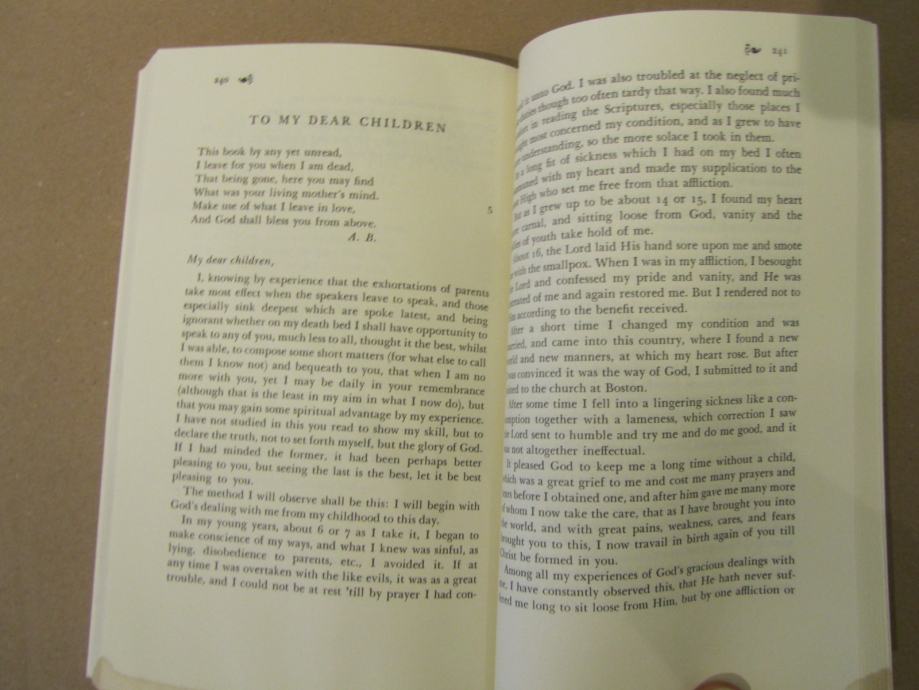 240
TO MY DEAR CHILDREN
This book by any yet unread,
I leave for you when I am dead,
That being gone, here you may find
What was your living mother's mind.
Make use of what I leave in love,
5
And God shall bless you from above.
A. B.
My dear children,
I, knowing by experience that the exhortations of parents
take most effect when the speakers leave to speak, and those
especially sink deepest which are spoke latest, and being
ignorant whether on my death bed I shall have opportunity to
speak to any of you, much less to all, thought it the best, whilst
I was able, to compose some short matters (for what else to call
them I know not) and bequeath to you, that when I am no
more with you, yet I may be daily in your remembrance
(although that is the least in my aim in what I now do), but
that you may gain some spiritual advantage by my experience.
I have not studied in this you read to show my skill, but to
declare the truth, not to set forth myself, but the glory of God.
If I had minded the former, it had been perhaps better
pleasing to you, but seeing the last is the best, let it be best
pleasing to you.
The method I will observe shall be this: I will begin with
God's dealing with me from my childhood to this day.
In my young years, about 6 or 7 as I take it, I began to
make conscience of my ways, and what I knew was sinful, as
lying, disobedience to parents, etc., I avoided it. If at
any time I was overtaken with the like evils, it was as a great
trouble, and I could not be at rest 'till by prayer I had con-
241
it unto God. I was also troubled at the neglect of pri-
though too often tardy that way. I also found much
in reading the Scriptures, especially those places I
most concerned my condition, and as I grew to have
understanding, so the more solace I took in them.
a long fit of sickness which I had on my bed I often
with my heart and made my supplication to the
High who set me free from that affliction.
as I grew up to be about 14 or 15, I found my heart
carnal, and sitting loose from God, vanity and the
of youth take hold of me.
About 16, the Lord laid His hand sore upon me and smote
with the smallpox. When I was in my affliction, I besought
Lord and confessed my pride and vanity, and He was
of me and again restored me. But I rendered not to
according to the benefit received.
After a short time I changed my condition and was
and came into this country, where I found a new
and new manners, at which my heart rose. But after
was convinced it was the way of God, I submitted to it and
to the church at Boston.
After some time I fell into a lingering sickness like a con-
together with a lameness, which correction I saw
Lord sent to humble and try me and do me good, and it
not altogether ineffectual.
It pleased God to keep me a long time without a child,
which was a great grief to me and cost me many prayers and
before I obtained one, and after him gave me many more
of whom I now take the care, that as I have brought you into
world, and with great pains, weakness, cares, and fears
brought you to this, I now travail in birth again of you till
Christ be formed in you.
Among all my experiences of God's gracious dealings with
I have constantly observed this, that He hath never suf-
me long to sit loose from Him, but by one affliction or